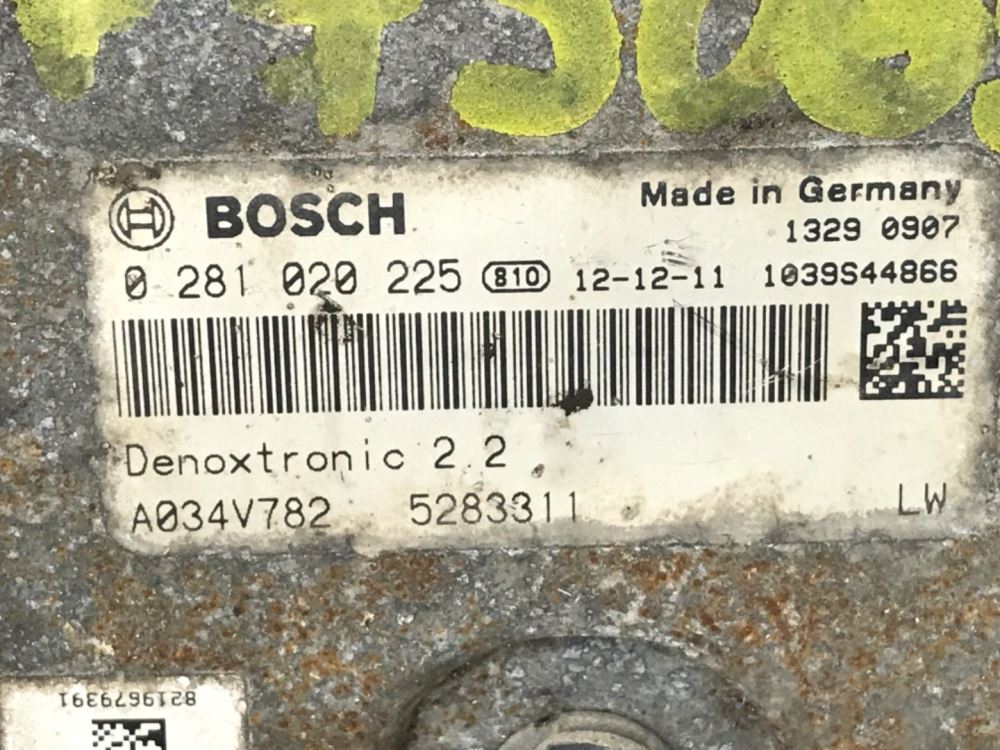 BOSCH
Made in Germany
1329 0907
0 281 020 225 810 12-12-11 1039S44866
Denoxtronic 2.2
A034V782 5283311 LW
8219679391